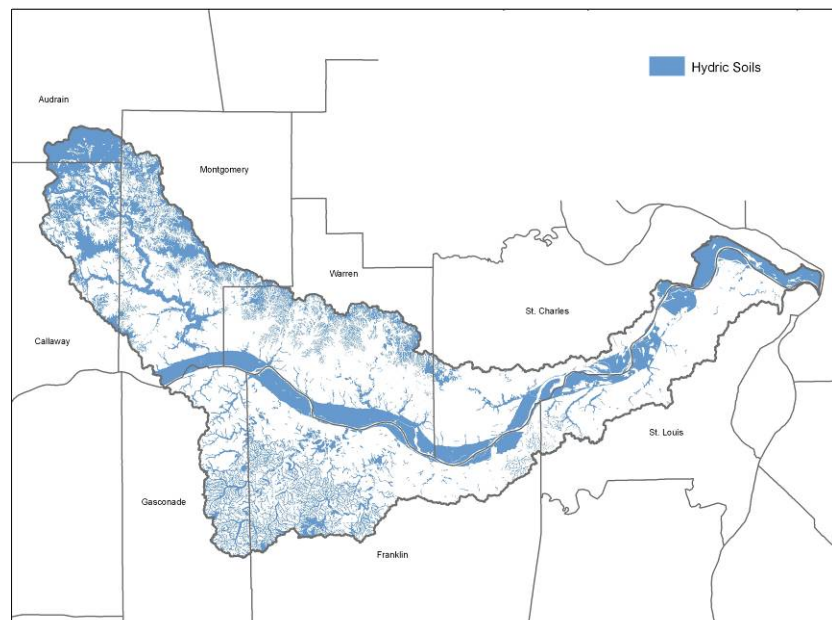 Hydric Soils
Audrain
Montgomery
Warren
St. Charles
Callaway
St. Louis
Gasconade
Franklin